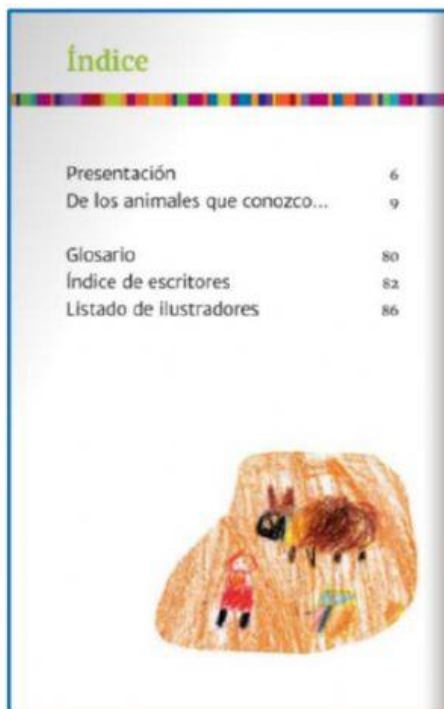 Índice
Presentación 6
De los animales que conozco... 9
Glosario 80
Índice de escritores 82
Listado de ilustradores 86